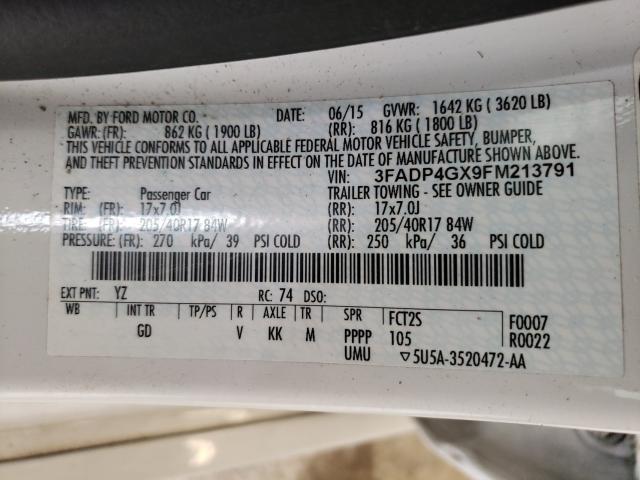 MFD. BY FORD MOTOR CO. DATE: 06/15 GVWR: 1642 KG ( 3620 LB)
GAWR: (FR): 862 KG ( 1900 LB) (RR): 816 KG ( 1800 LB)
THIS VEHICLE CONFORMS TO ALL APPLICABLE FEDERAL MOTOR VEHICLE SAFETY, BUMPER,
AND THEFT PREVENTION STANDARDS IN EFFECT ON THE DATE OF MANUFACTURE SHOWN ABOVE.
VIN: 3FADP4GX9FM213791
TYPE: Passenger Car TRAILER TOWING - SEE OWNER GUIDE
RIM (FR): 17x7.0J (RR): 17x7.0J
TIRE (FR): 205/40R17 84W (RR): 205/40R17 84W
PRESSURE: (FR): 270 kPa/ 39 PSI COLD (RR): 250 kPa/ 36 PSI COLD
EXT PNT: YZ RC: 74 DSO:
WB INT TR TP/PS R AXLE TR SPR FCT2S F0007
GD V KK M PPPP 105 R0022
UMU ▽5U5A-3520472-AA